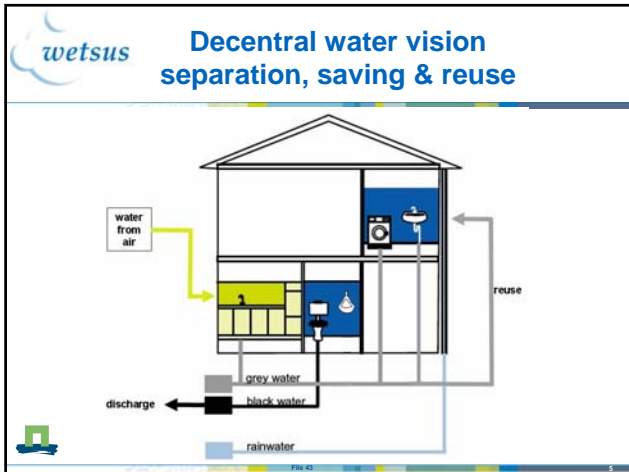 wetsus
Decentral water vision
separation, saving & reuse
water
from
air
reuse
grey water
discharge
black water
rainwater
File 43
5